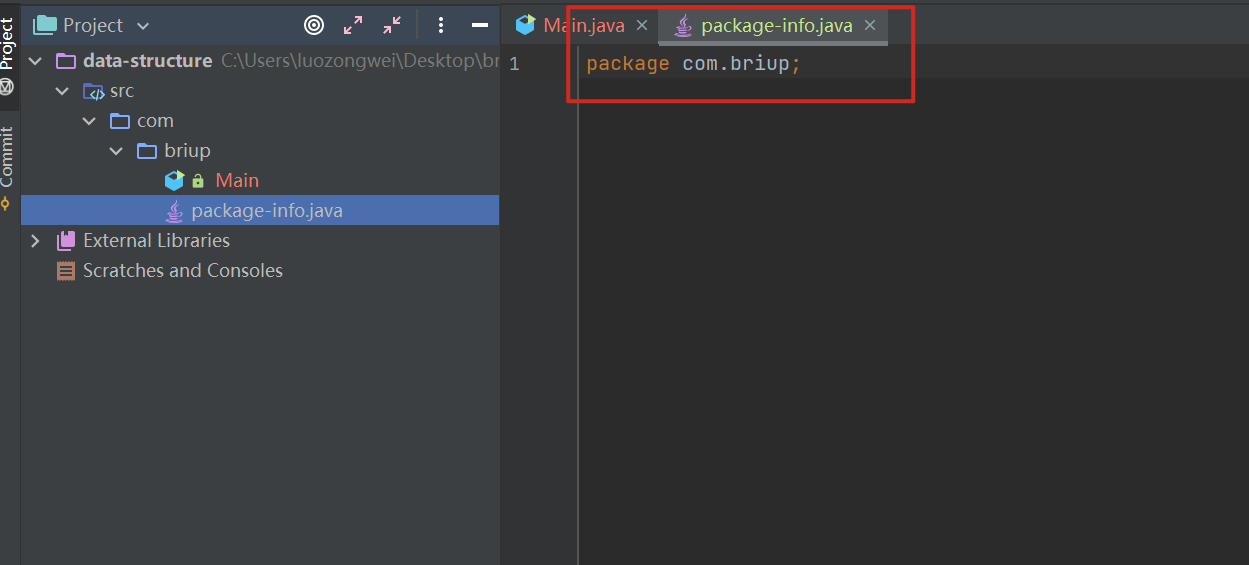 Project
Commit
Project
data-structure C:\Users\luozongwei\Desktop\br
src
com
briup
Main
package-info.java
External Libraries
Scratches and Consoles
Main.java
package-info.java
1 package com.briup;